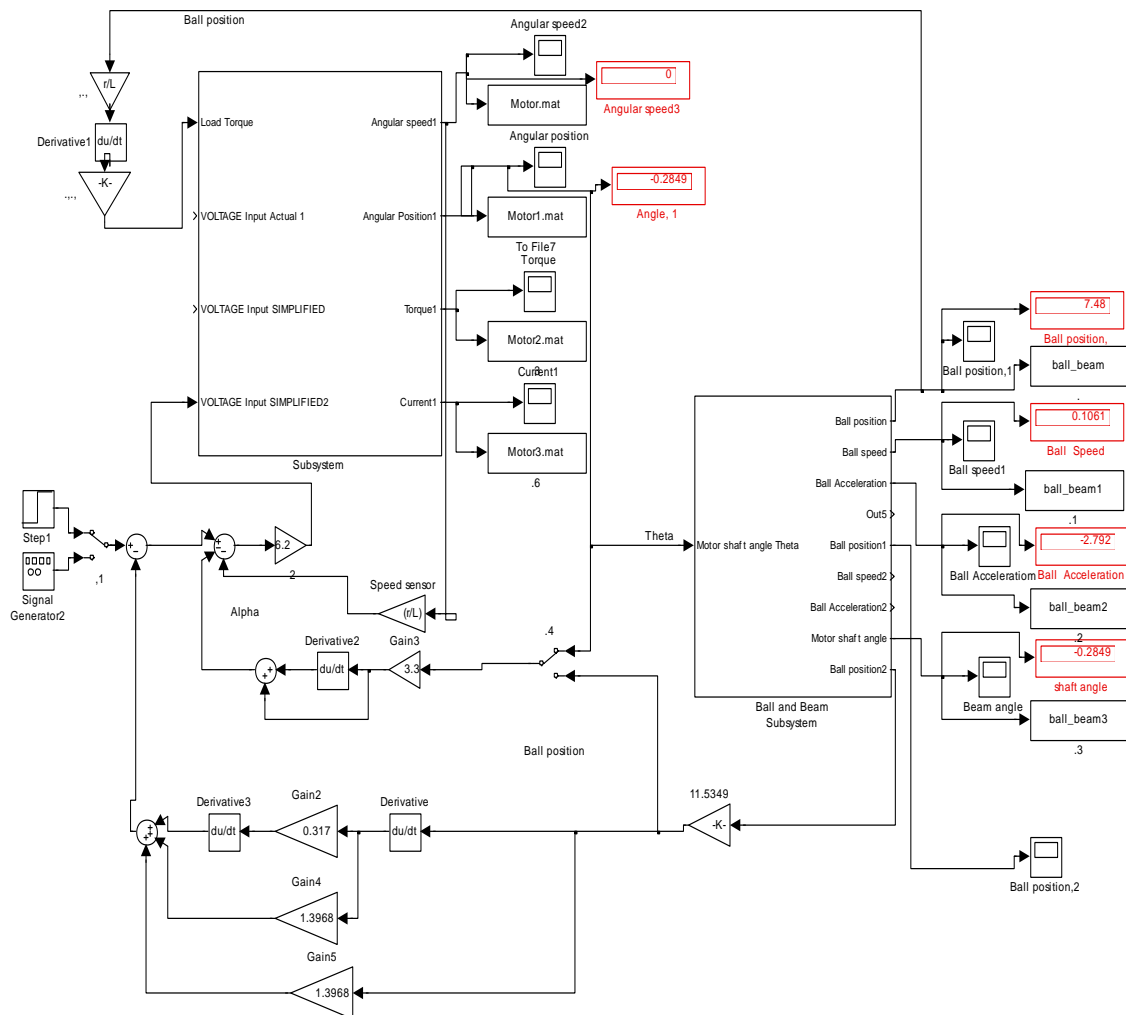 Ball position
r/L
,.,
Derivative1
du/dt
-K-
.,.,
Load Torque
VOLTAGE Input Actual 1
VOLTAGE Input SIMPLIFIED
VOLTAGE Input SIMPLIFIED2
Angular speed1
Angular Position1
Torque1
Current1
Subsystem
Angular speed2
0
Angular speed3
Motor.mat
Angular position
-0.2849
Angle, 1
Motor1.mat
To File7
Torque
Motor2.mat
Current1
Motor3.mat
.6
Step1
Signal
Generator2
,1
6.2
2
Speed sensor
(r/L)
Alpha
Derivative2
du/dt
Gain3
3.3
.4
Theta
Motor shaft angle Theta
Ball position
Ball speed
Ball Acceleration
Out5
Ball position1
Ball speed2
Ball Acceleration2
Motor shaft angle
Ball position2
Ball and Beam
Subsystem
7.48
Ball position,
Ball position,1
ball_beam
.
0.1061
Ball Speed
Ball speed1
ball_beam1
.1
-2.792
Ball Acceleration
Ball Accelerationm
ball_beam2
.2
-0.2849
shaft angle
Beam angle
ball_beam3
.3
Ball position
11.5349
-K-
Derivative3
du/dt
Gain2
0.317
Derivative
du/dt
Gain4
1.3968
Gain5
1.3968
Ball position,2